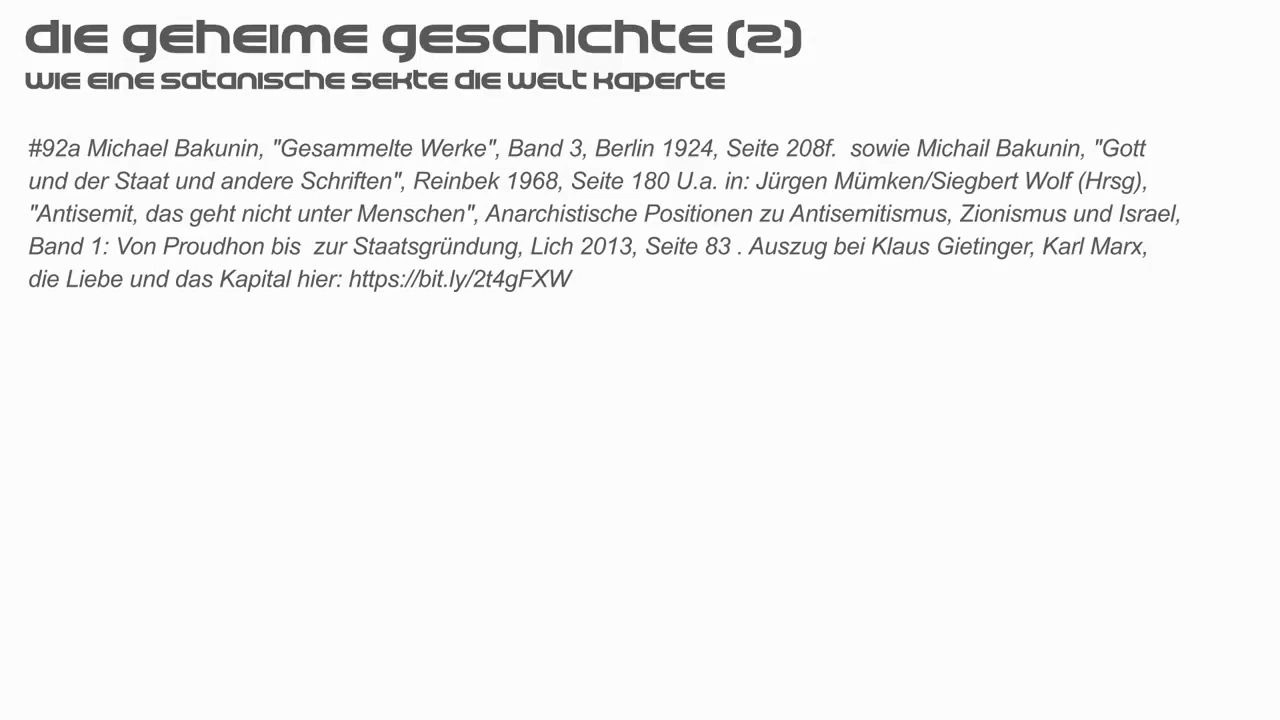 DIE GEHEIME GESCHICHTE (2)
WIE EINE SATANISCHE SEKTE DIE WELT KAPERTE
#92a Michael Bakunin, "Gesammelte Werke", Band 3, Berlin 1924, Seite 208f.  sowie Michail Bakunin, "Gott
und der Staat und andere Schriften", Reinbek 1968, Seite 180 U.a. in: Jürgen Mümken/Siegbert Wolf (Hrsg),
"Antisemit, das geht nicht unter Menschen", Anarchistische Positionen zu Antisemitismus, Zionismus und Israel,
Band 1: Von Proudhon bis  zur Staatsgründung, Lich 2013, Seite 83 . Auszug bei Klaus Gietinger, Karl Marx,
die Liebe und das Kapital hier: https://bit.ly/2t4gFXW